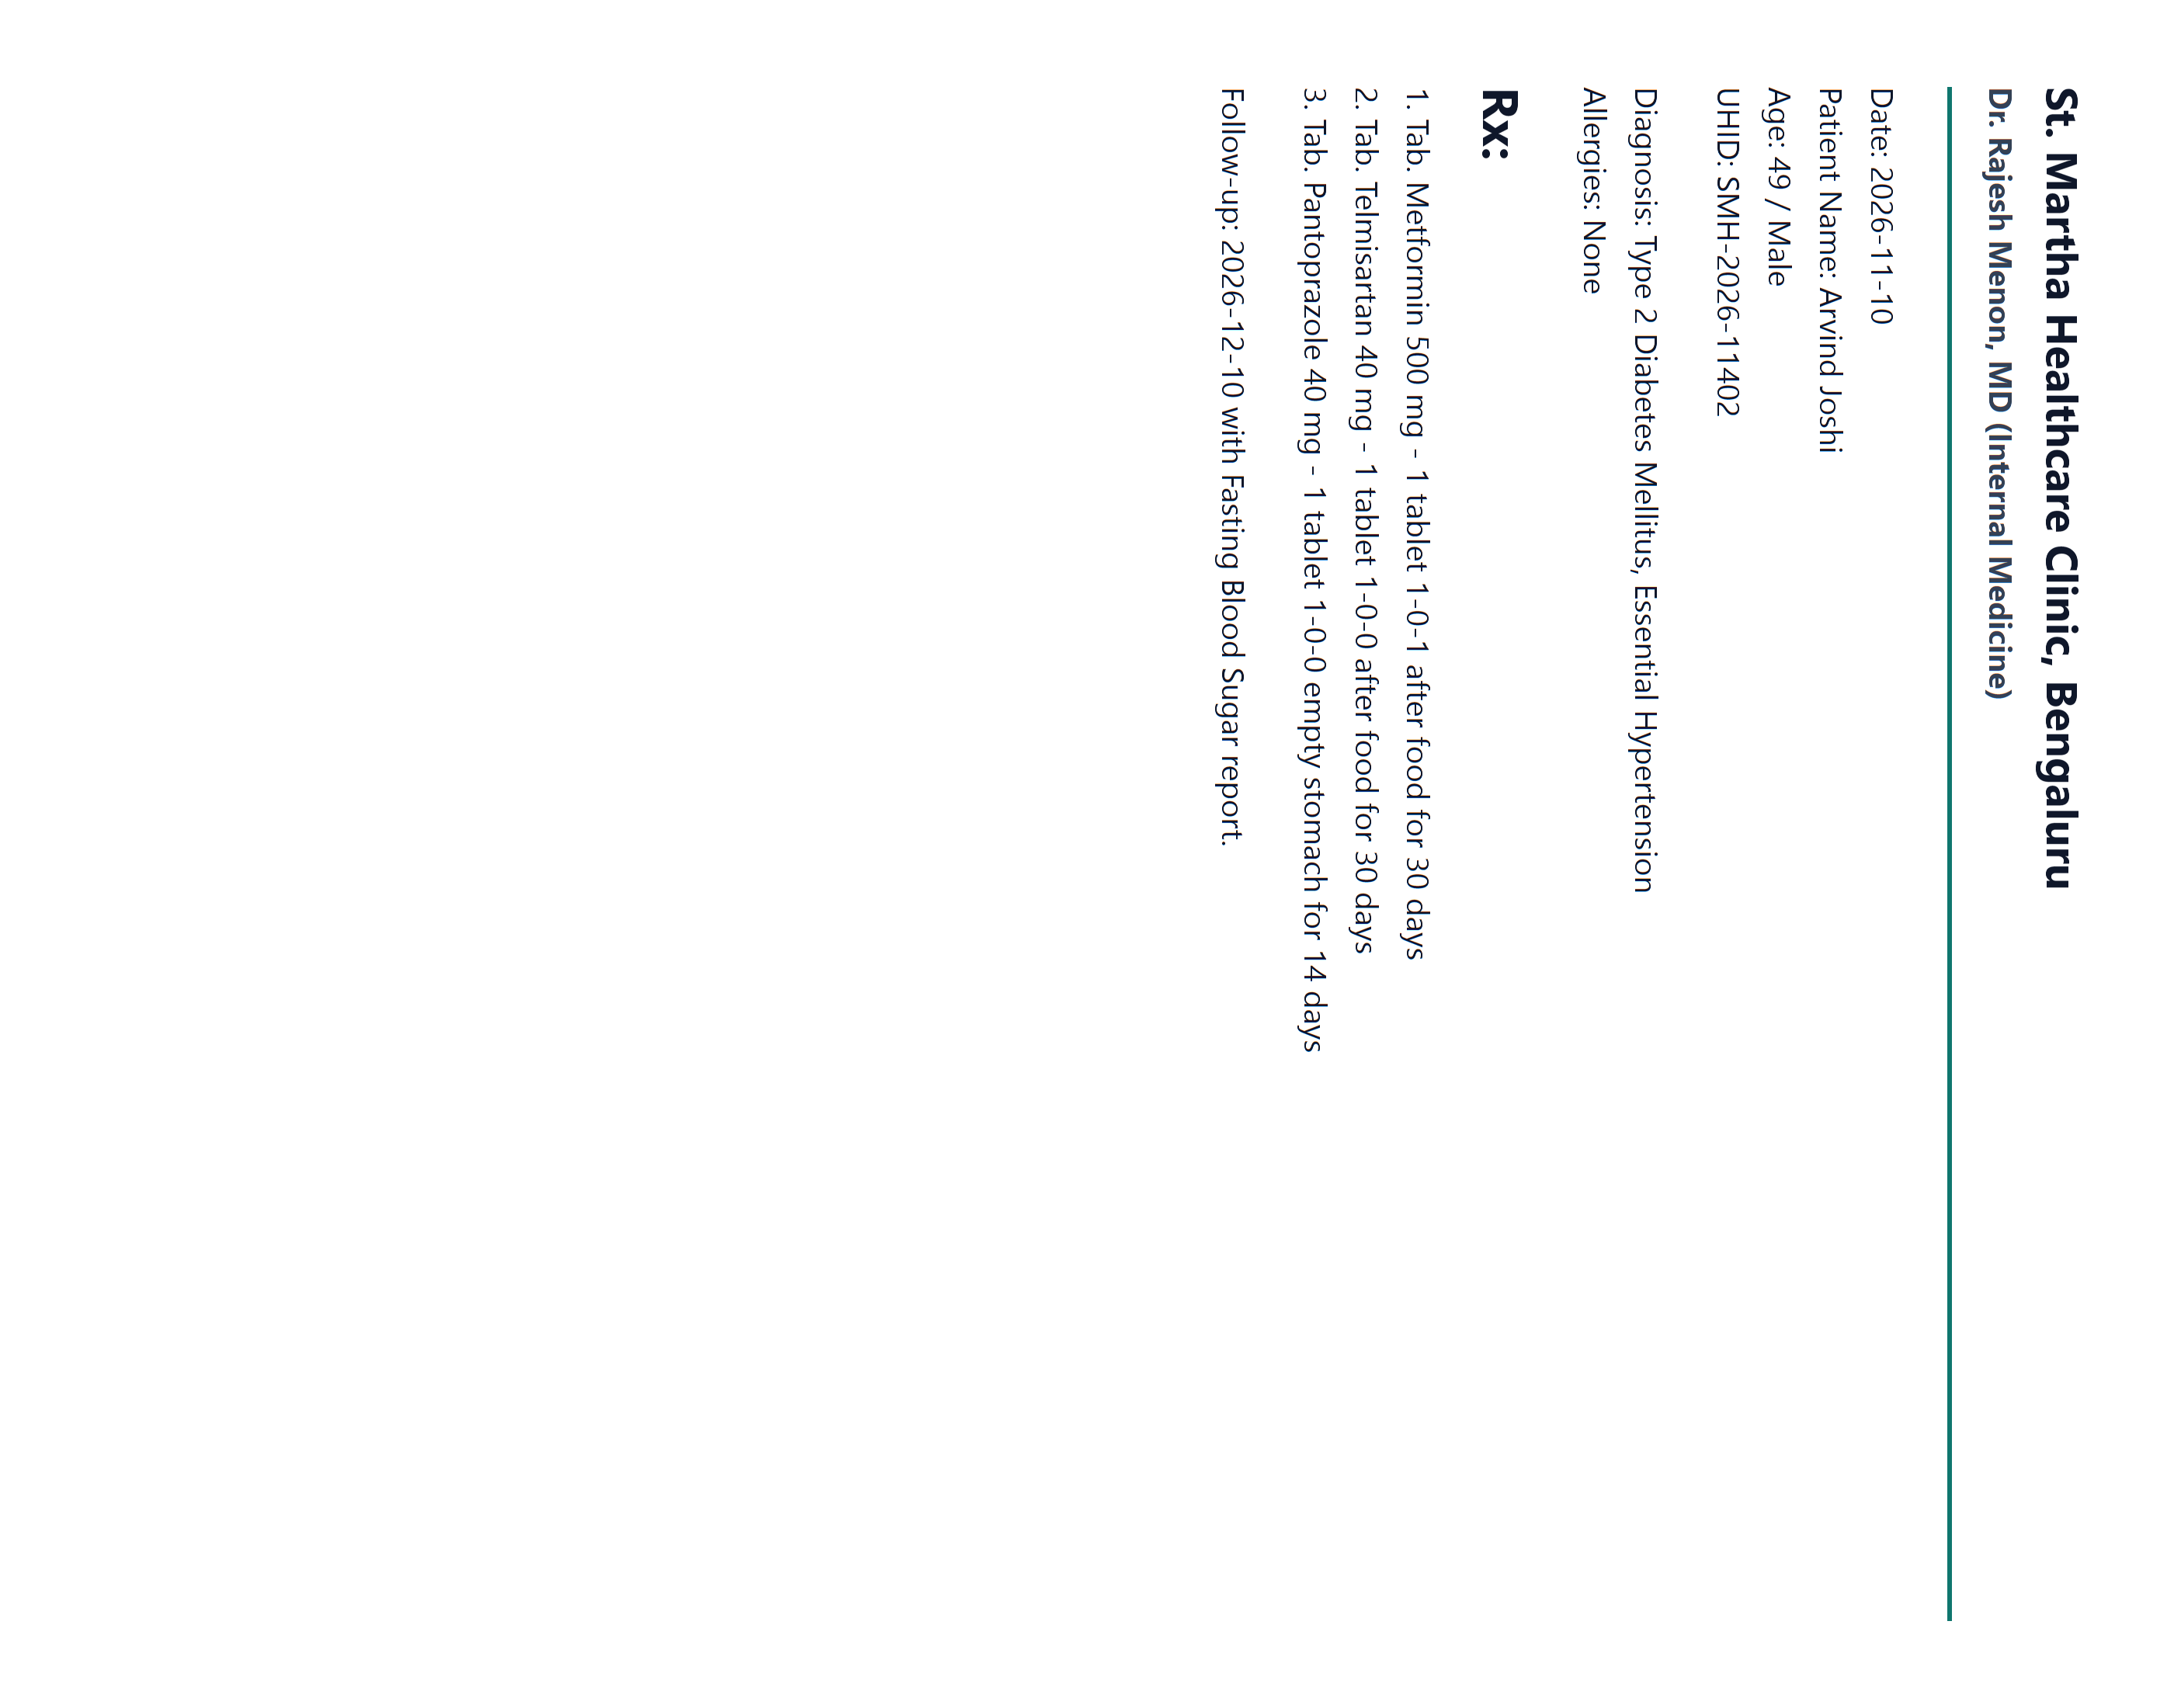 St. Martha Healthcare Clinic, Bengaluru
Dr. Rajesh Menon, MD (Internal Medicine)
Date: 2026-11-10
Patient Name: Arvind Joshi
Age: 49 / Male
UHID: SMH-2026-11402
Diagnosis: Type 2 Diabetes Mellitus, Essential Hypertension
Allergies: None
Rx:
1. Tab. Metformin 500 mg - 1 tablet 1-0-1 after food for 30 days
2. Tab. Telmisartan 40 mg - 1 tablet 1-0-0 after food for 30 days
3. Tab. Pantoprazole 40 mg - 1 tablet 1-0-0 empty stomach for 14 days
Follow-up: 2026-12-10 with Fasting Blood Sugar report.